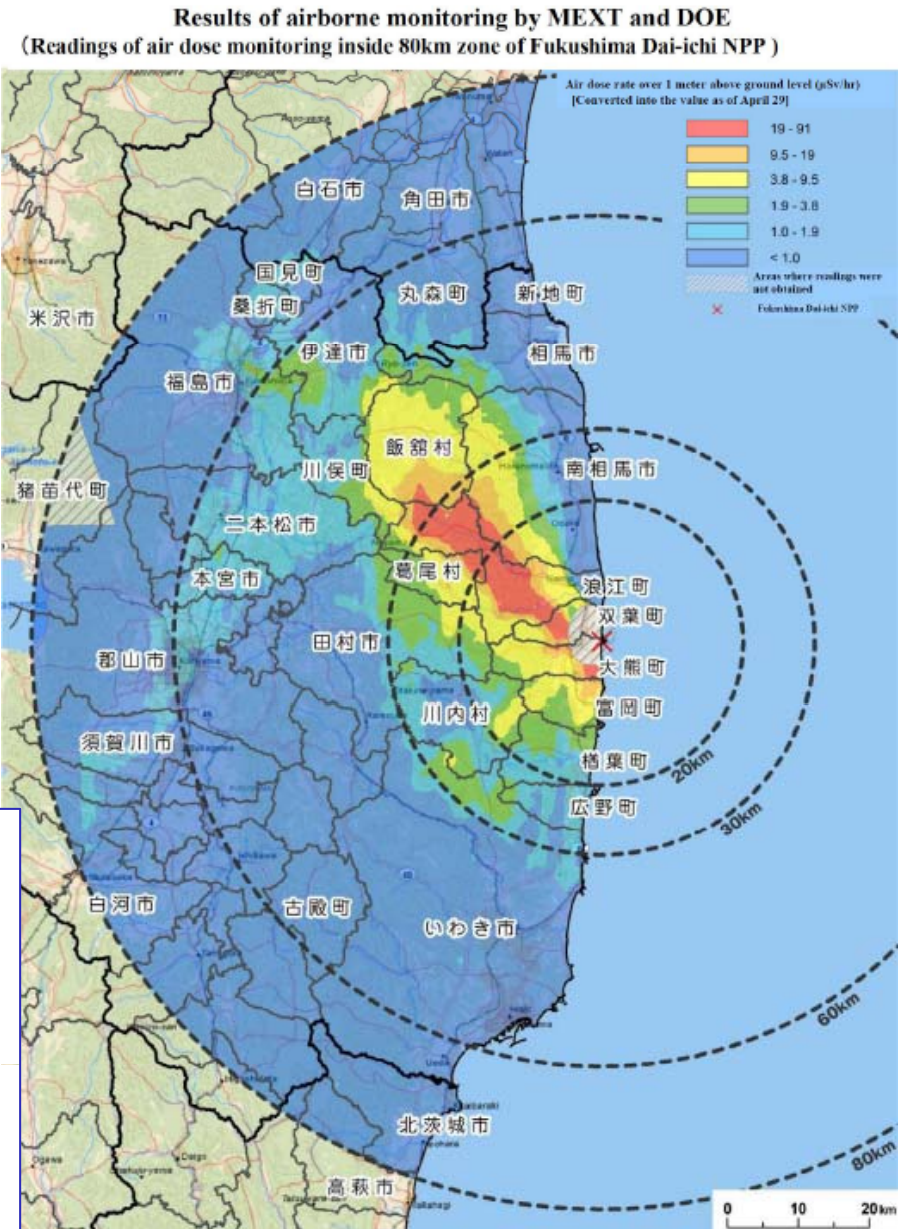 Results of airborne monitoring by MEXT and DOE
(Readings of air dose monitoring inside 80km zone of Fukushima Dai-ichi NPP )
Air dose rate over 1 meter above ground level (μSv/hr)
[Converted into the value as of April 29]
19 - 91
9.5 - 19
3.8 - 9.5
1.9 - 3.8
1.0 - 1.9
< 1.0
Areas where readings were
not obtained
Fukushima Dai-ichi NPP
白石市
角田市
国見町
丸森町
新地町
桑折町
米沢市
伊達市
相馬市
福島市
飯舘村
川俣町
南相馬市
猪苗代町
二本松市
葛尾村
本宮市
浪江町
双葉町
田村市
郡山市
大熊町
川内村
富岡町
須賀川市
楢葉町
20km
広野町
30km
白河市
古殿町
いわき市
60km
北茨城市
80km
高萩市
Ogawa
Daigo
0 10 20km